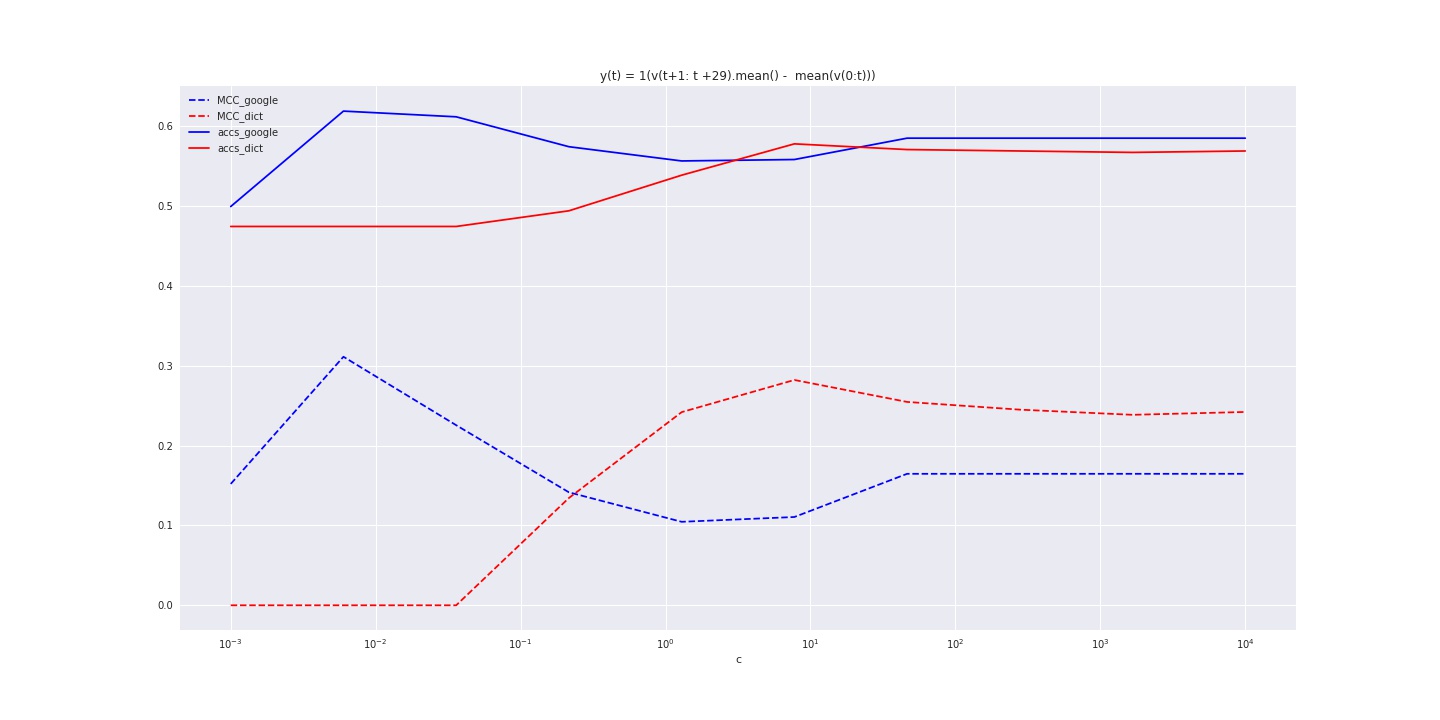 y(t) = 1(v(t+1: t +29).mean() -  mean(v(0:t)))
MCC_google
MCC_dict
accs_google
accs_dict
0.6
0.5
0.4
0.3
0.2
0.1
0.0
10⁻³ 10⁻² 10⁻¹ 10⁰ 10¹ 10² 10³ 10⁴
c